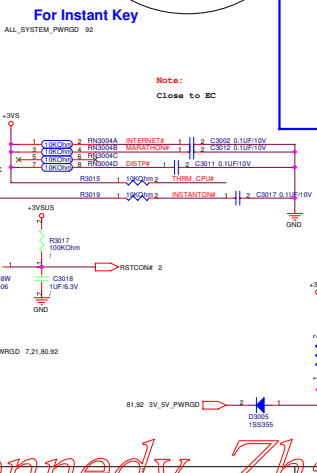 For Instant Key
ALL_SYSTEM_PWRGD 92
Note:
Close to EC
+3VS
1 10KOhm 2 RN3004A INTERNET# 1 2 C3002 0.1UF/10V
3 10KOhm 4 RN3004B MARATHON# 1 2 C3012 0.1UF/10V
5 10KOhm 6 RN3004C
7 10KOhm 8 RN3004D DISTP# 1 2 C3011 0.1UF/10V
R3015 1 10KOhm 2 THRM_CPU#
R3019 1 10KOhm 2 INSTANTON# 1 2 C3017 0.1UF/10V
+3VSUS
GND
R3017
100KOhm
/
1 RSTCON# 2
C3018
1UF/6.3V
/
GND
WRGD 7,21,80,92
81,92 3V_5V_PWRGD 2 1
D3005
1SS355